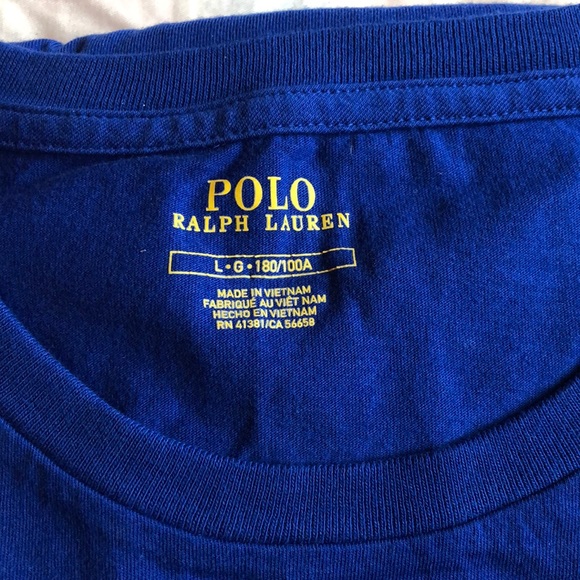 POLO
RALPH LAUREN
L•G•180/100A
MADE IN VIETNAM
FABRIQUÉ AU VIÊT NAM
HECHO EN VIETNAM
RN 41381/CA 56658